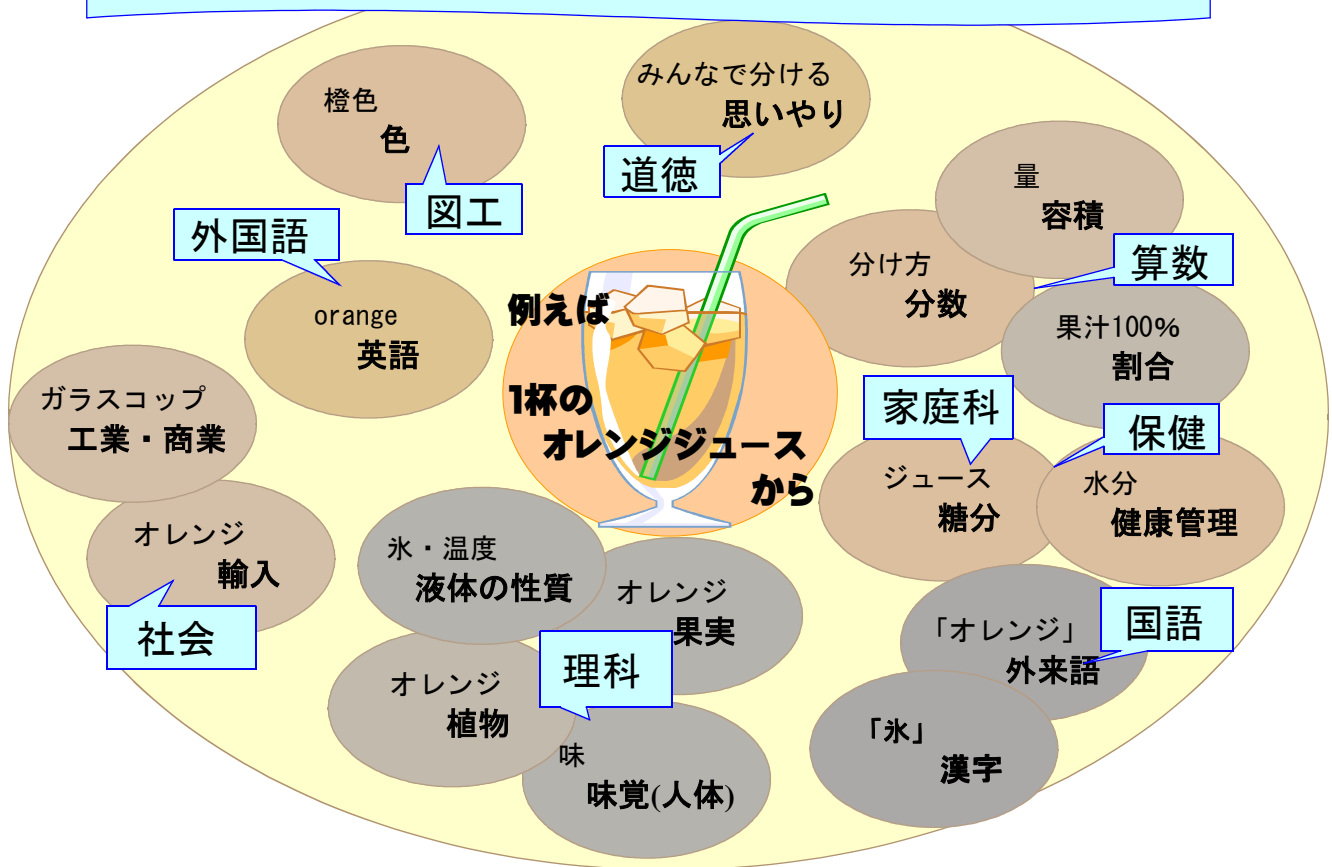 橙色
色
図工
みんなで分ける
思いやり
道徳
量
容積
分け方
分数
果汁100%
割合
算数
外国語
orange
英語
例えば
1杯の
オレンジジュース
から
ガラスコップ
工業・商業
オレンジ
輸入
社会
家庭科
ジュース
糖分
保健
水分
健康管理
氷・温度
液体の性質
オレンジ
果実
オレンジ
植物
理科
味
味覚(人体)
「オレンジ」
外来語
国語
「氷」
漢字